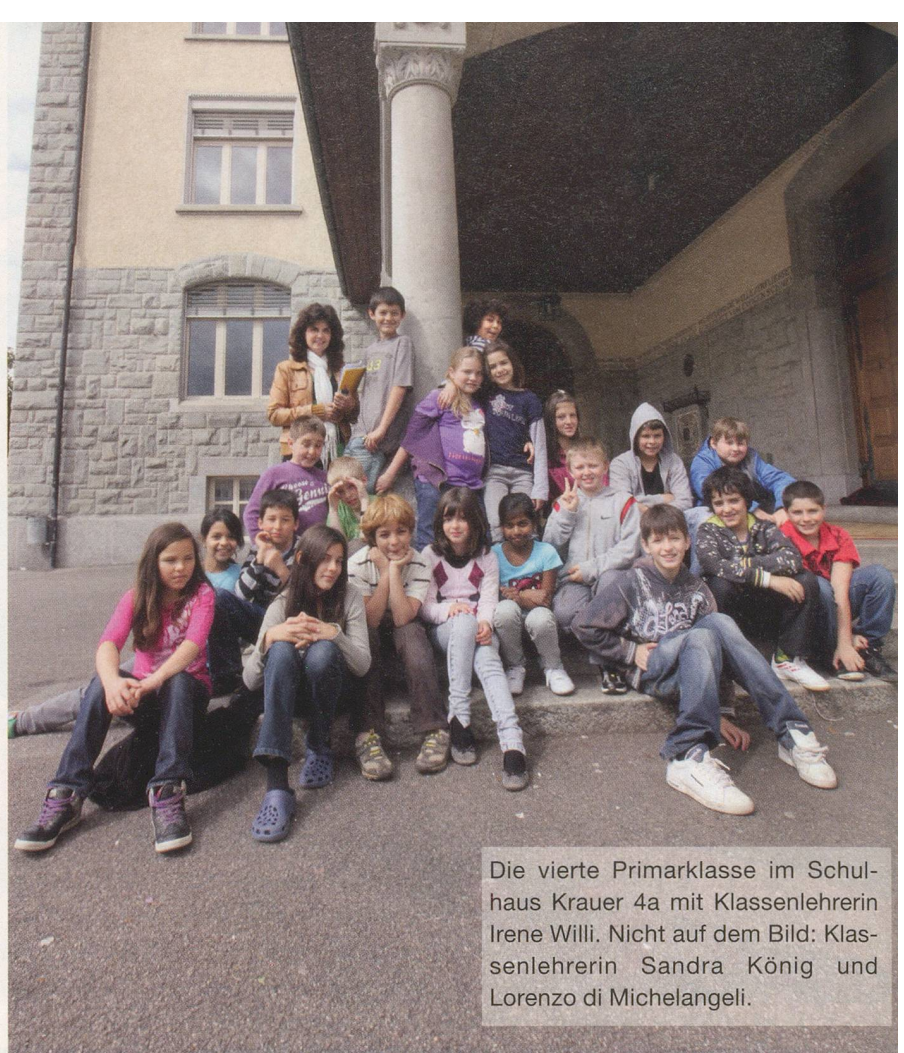 Die vierte Primarklasse im Schul-
haus Krauer 4a mit Klassenlehrerin
Irene Willi. Nicht auf dem Bild: Klas-
senlehrerin Sandra König und
Lorenzo di Michelangeli.